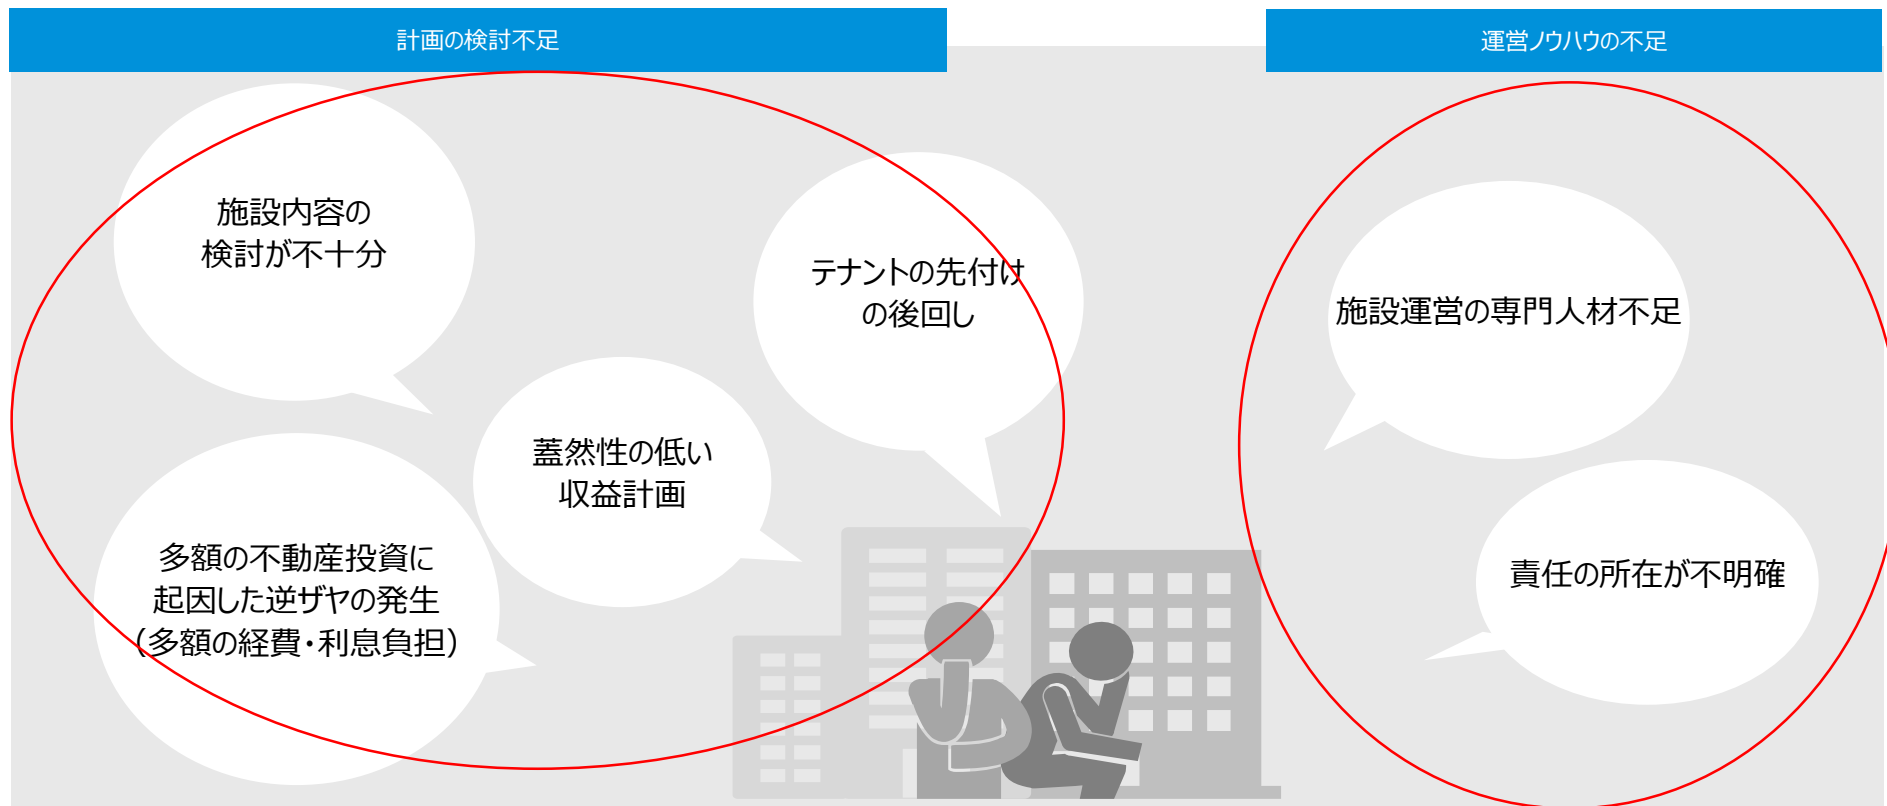 計画の検討不足
運営ノウハウの不足
施設内容の
検討が不十分
テナントの先付け
の後回し
蓋然性の低い
収益計画
多額の不動産投資に
起因した逆ザヤの発生
（多額の経費・利息負担）
施設運営の専門人材不足
責任の所在が不明確